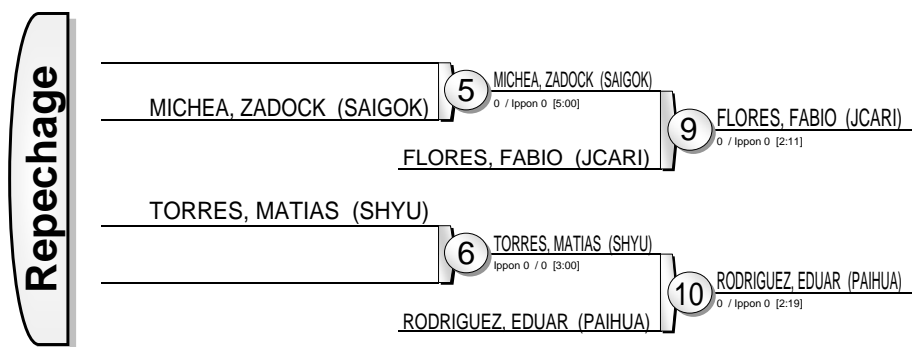 Repechage
MICHEA, ZADOCK (SAIGOK)
5
MICHEA, ZADOCK (SAIGOK)
0 / Ippon 0 [5:00]
FLORES, FABIO (JCARI)
9
FLORES, FABIO (JCARI)
0 / Ippon 0 [2:11]
TORRES, MATIAS (SHYU)
6
TORRES, MATIAS (SHYU)
Ippon 0 / 0 [3:00]
RODRIGUEZ, EDUAR (PAIHUA)
10
RODRIGUEZ, EDUAR (PAIHUA)
0 / Ippon 0 [2:19]